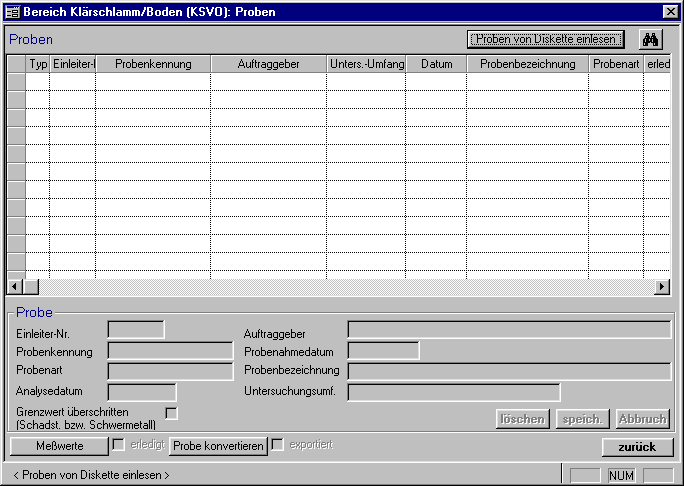 Bereich Klärschlamm/Boden (KSVO): Proben
Proben
Proben von Diskette einlesen
Typ Einleiter-I Probenkennung Auftraggeber Unters.-Umfang Datum Probenbezeichnung Probenart erled
Probe
Einleiter-Nr. Auftraggeber
Probenkennung Probenahmedatum
Probenart Probenbezeichnung
Analysedatum Untersuchungsumf.
Grenzwert überschritten
(Schadst. bzw. Schwermetall)
löschen speich. Abbruch
Meßwerte erledigt Probe konvertieren exportiert zurück
< Proben von Diskette einlesen > NUM